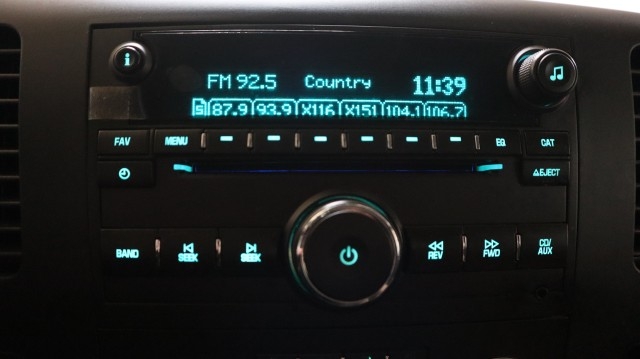 i
FM 92.5 Country 11:39
5 87.9 93.9 X116 X151 104.1 106.7
FAV MENU EQ CAT
EJECT
BAND SEEK SEEK REV FWD CD/
AUX